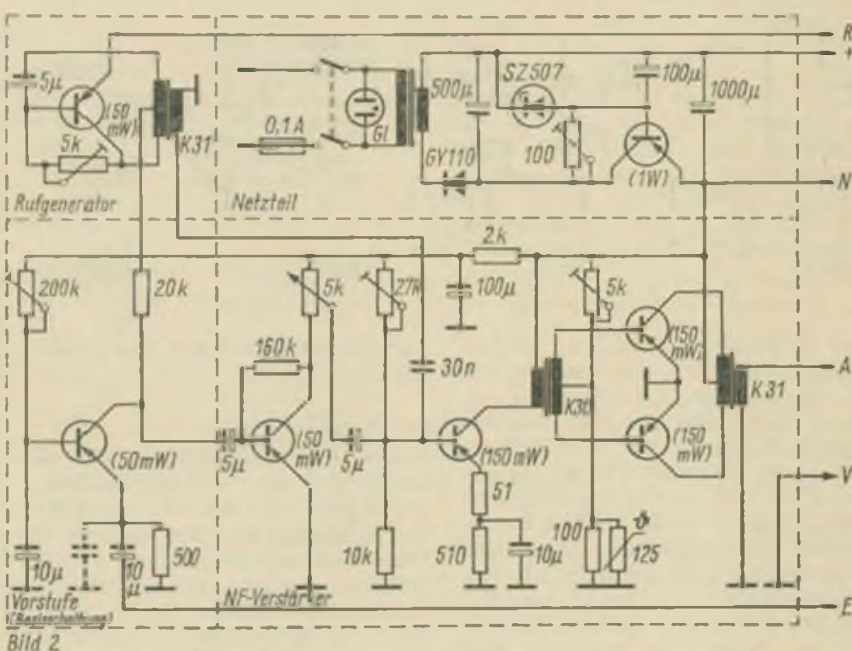 R
+
5µ
(50
mW)
K31
5k
Rufgenerator
0,1A
Gl
500µ
GY110
SZ507
100
100µ
(1W)
1000µ
N
Netzteil
200k
20k
5k
27k
2k
100µ
5k
160k
30n
(150
mW)
K30
K31
A
(50mW)
5µ
(50
mW)
5µ
(150mW)
(150
mW)
51
V
10µ
10
µ
500
10k
510
10µ
100
ϑ
125
Vorstufe
(Basisschaltung)
NF-Verstärker
E
Bild 2